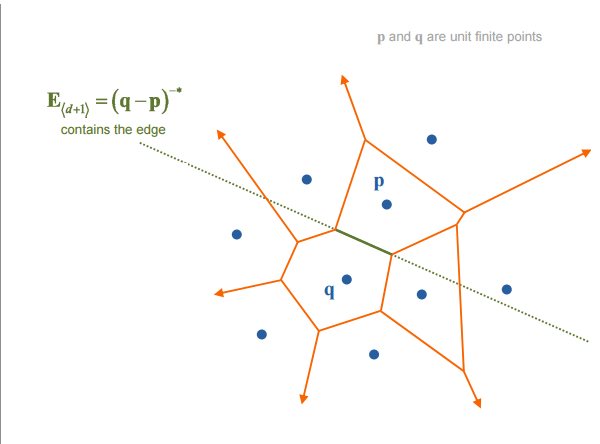 p and q are unit finite points
E⟨d+1⟩ = (q − p)^−*
contains the edge
p
q